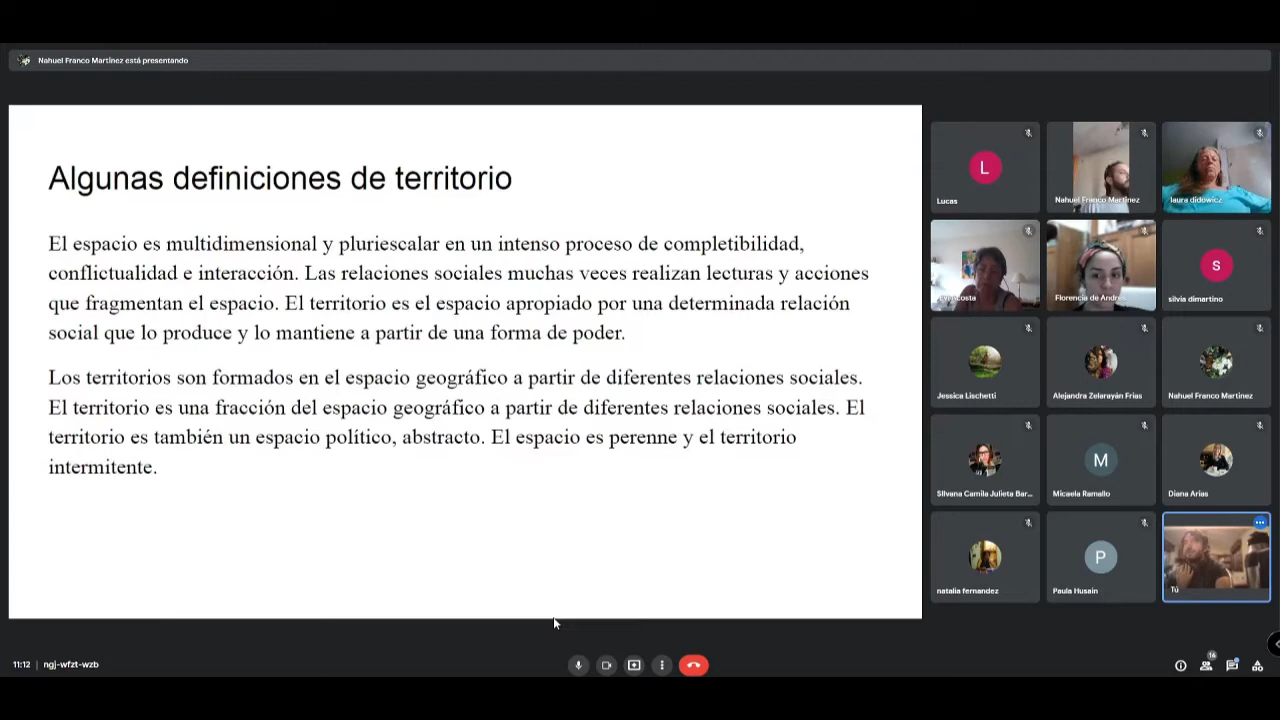 Nahuel Franco Martínez está presentando
Algunas definiciones de territorio
El espacio es multidimensional y pluriescalar en un intenso proceso de completibilidad,
conflictualidad e interacción. Las relaciones sociales muchas veces realizan lecturas y acciones
que fragmentan el espacio. El territorio es el espacio apropiado por una determinada relación
social que lo produce y lo mantiene a partir de una forma de poder.
Los territorios son formados en el espacio geográfico a partir de diferentes relaciones sociales.
El territorio es una fracción del espacio geográfico a partir de diferentes relaciones sociales. El
territorio es también un espacio político, abstracto. El espacio es perenne y el territorio
intermitente.
L
Lucas
Nahuel Franco Martínez
laura didowicz
Florencia de Andre
S
silvia dimartino
Jessica Lischetti
Alejandra Zelarayán Frias
Nahuel Franco Martinez
Silvana Camila Julieta Bar...
M
Micaela Ramallo
Diana Arias
natalia fernandez
P
Paula Husain
Tú
11:12 | ngj-wfzt-wzb
16